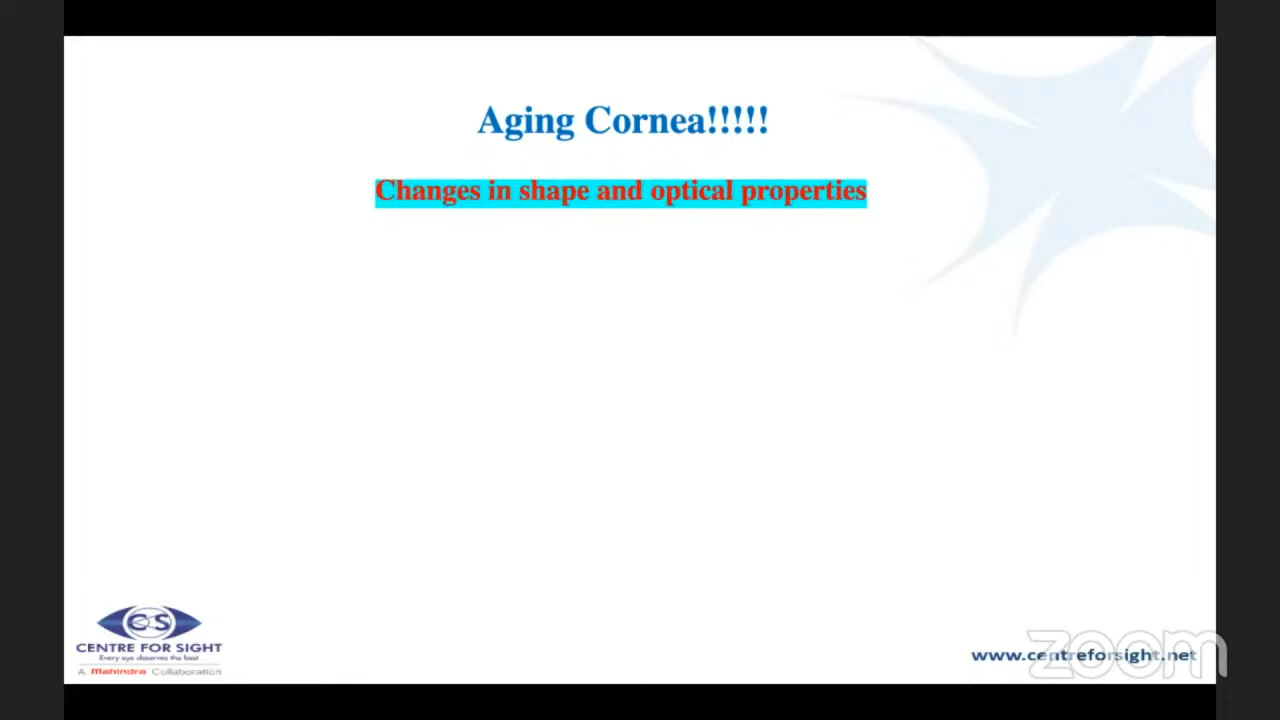 Aging Cornea!!!!!
Changes in shape and optical properties
CS
CENTRE FOR SIGHT
Every eye deserves the best
A Mahindra Collaboration
www.centreforsight.net
zoom